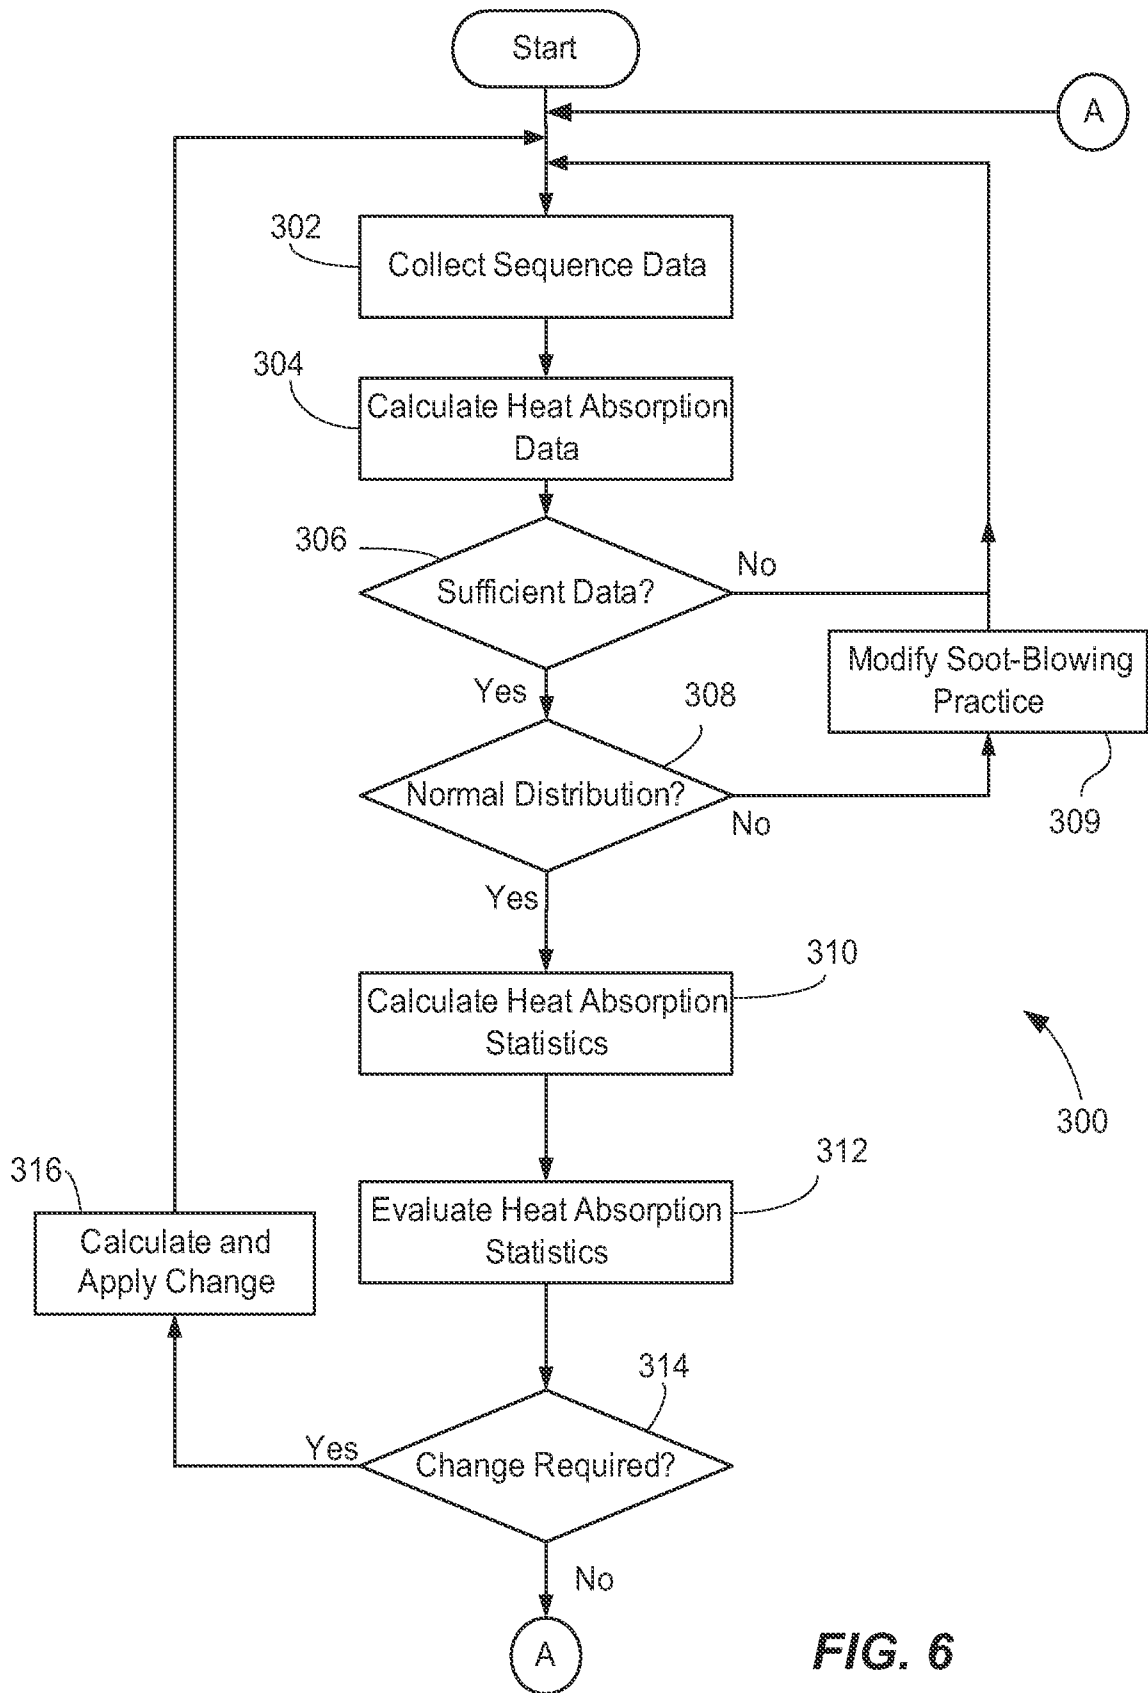 Start
A
302
Collect Sequence Data
304
Calculate Heat Absorption
Data
306
Sufficient Data?
No
Modify Soot-Blowing
Practice
Yes
308
309
Normal Distribution?
No
Yes
310
Calculate Heat Absorption
Statistics
300
312
316
Evaluate Heat Absorption
Statistics
Calculate and
Apply Change
314
Yes
Change Required?
No
A
FIG. 6